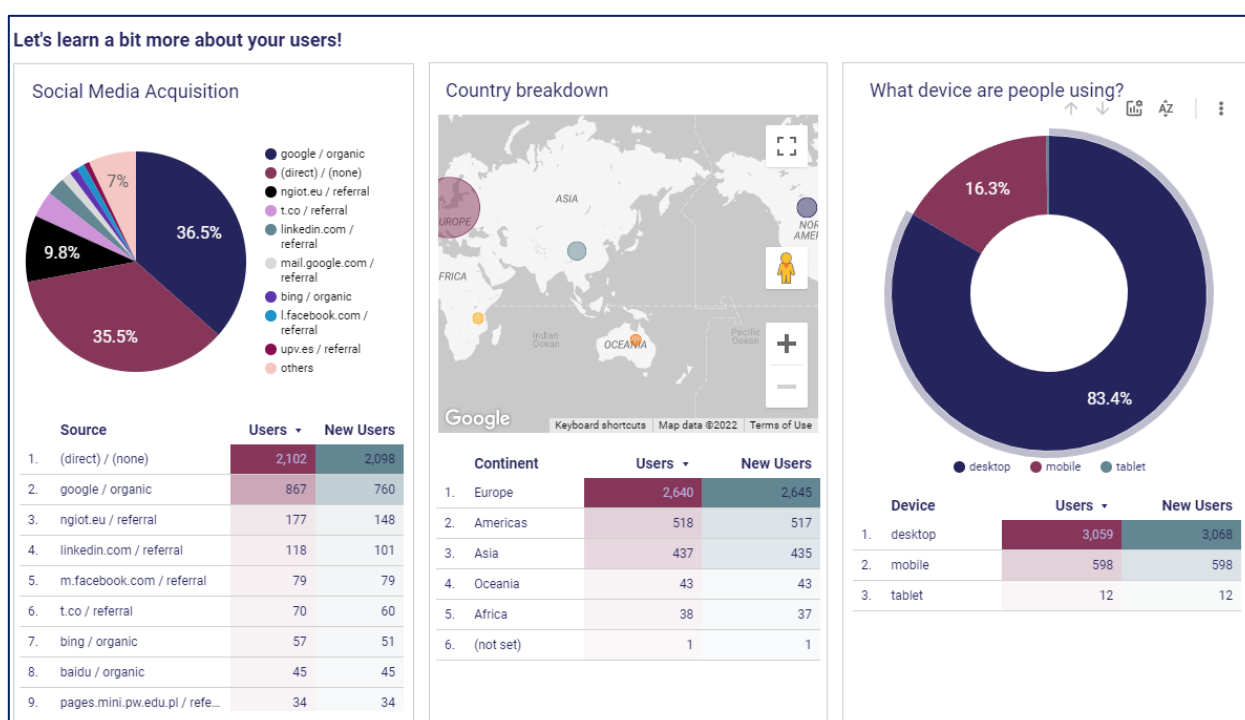 Let's learn a bit more about your users!
Social Media Acquisition
7%
36.5%
9.8%
35.5%
google / organic
(direct) / (none)
ngiot.eu / referral
t.co / referral
linkedin.com /
referral
mail.google.com /
referral
bing / organic
l.facebook.com /
referral
upv.es / referral
others
Source Users New Users
1. (direct) / (none) 2,102 2,098
2. google / organic 867 760
3. ngiot.eu / referral 177 148
4. linkedin.com / referral 118 101
5. m.facebook.com / referral 79 79
6. t.co / referral 70 60
7. bing / organic 57 51
8. baidu / organic 45 45
9. pages.mini.pw.edu.pl / refe... 34 34
Country breakdown
ASIA
UROPE
NOR
AMEI
FRICA
Indian
Ocean
OCEANIA
Pacific
Ocean
Google
Keyboard shortcuts Map data ©2022 Terms of Use
Continent Users New Users
1. Europe 2,640 2,645
2. Americas 518 517
3. Asia 437 435
4. Oceania 43 43
5. Africa 38 37
6. (not set) 1 1
What device are people using?
AZ
16.3%
83.4%
desktop mobile tablet
Device Users New Users
1. desktop 3,059 3,068
2. mobile 598 598
3. tablet 12 12